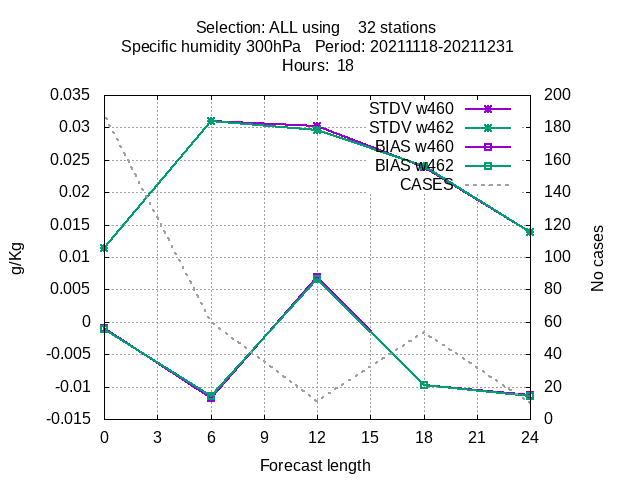 Selection: ALL using    32 stations
Specific humidity 300hPa   Period: 20211118-20211231
Hours:  18
STDV w460
STDV w462
BIAS w460
BIAS w462
CASES
g/Kg
0.035
0.03
0.025
0.02
0.015
0.01
0.005
0
-0.005
-0.01
-0.015
200
180
160
140
120
100
80
60
40
20
0
No cases
0 3 6 9 12 15 18 21 24
Forecast length